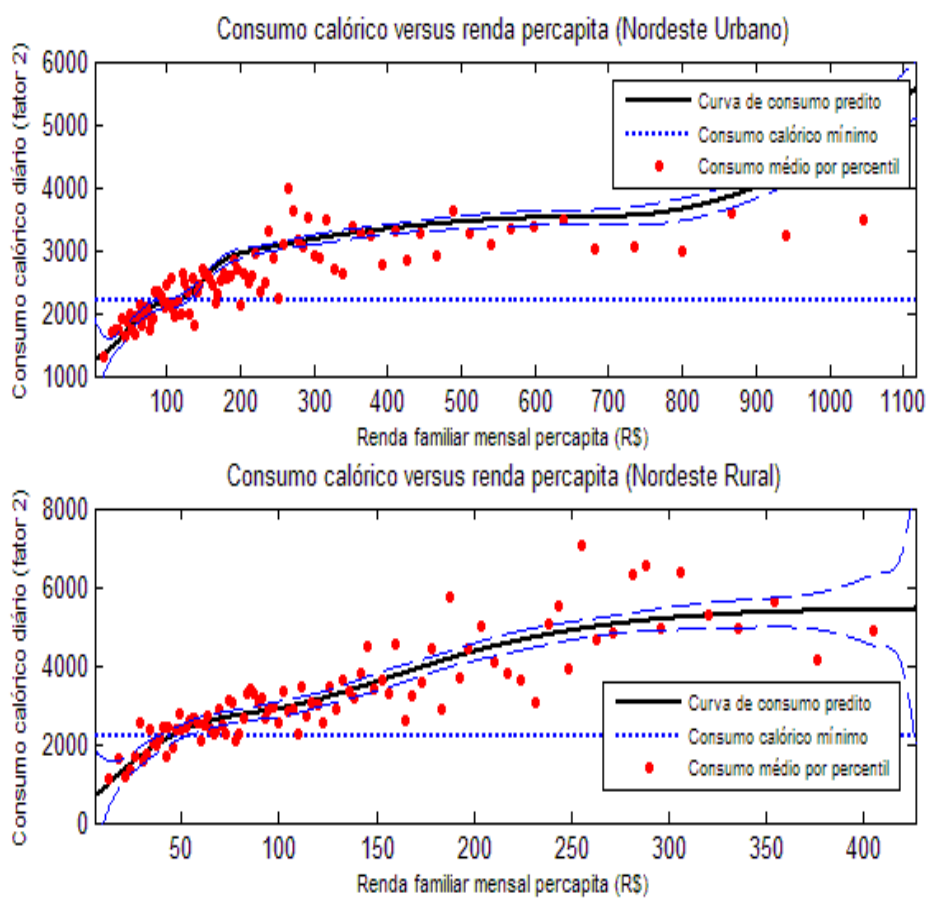 Consumo calórico versus renda percapita (Nordeste Urbano)
Consumo calórico diário (fator 2)
6000
5000
4000
3000
2000
1000
Curva de consumo predito
Consumo calórico mínimo
Consumo médio por percentil
100 200 300 400 500 600 700 800 900 1000 1100
Renda familiar mensal percapita (R$)
Consumo calórico versus renda percapita (Nordeste Rural)
Consumo calórico diário (fator 2)
8000
6000
4000
2000
0
Curva de consumo predito
Consumo calórico mínimo
Consumo médio por percentil
50 100 150 200 250 300 350 400
Renda familiar mensal percapita (R$)